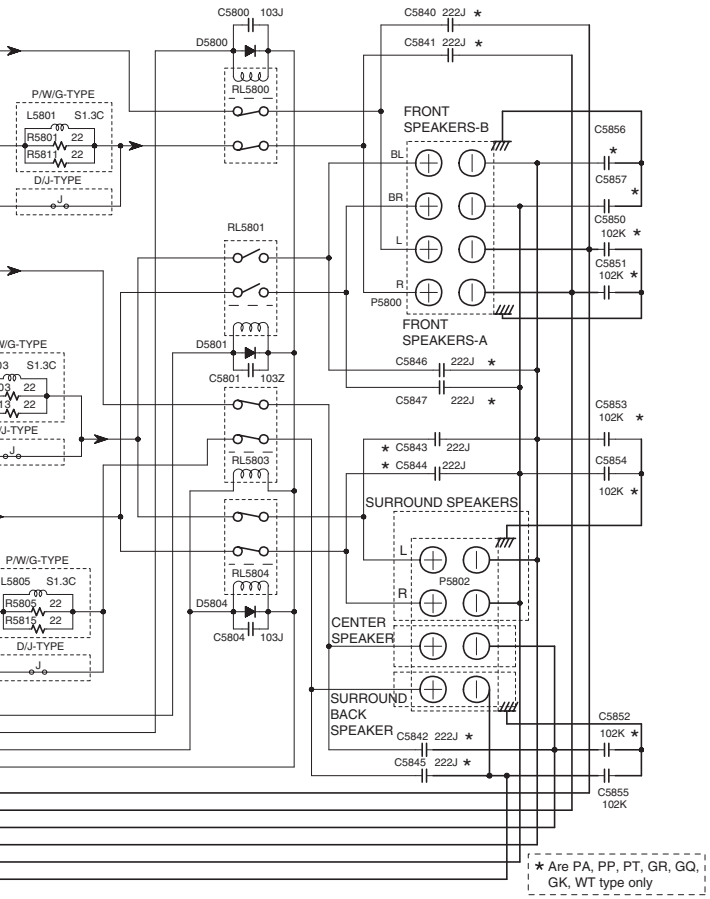 C5800 103J
D5800
RL5800
C5840 222J *
C5841 222J *
P/W/G-TYPE
L5801 S1.3C
R5801 22
R5811 22
D/J-TYPE
J
FRONT
SPEAKERS-B
BL
BR
L
R
P5800
FRONT
SPEAKERS-A
C5856
*
C5857
*
C5850
102K *
C5851
102K *
RL5801
D5801
C5801 103Z
W/G-TYPE
03 S1.3C
03 22
13 22
/J-TYPE
J
C5846 222J *
C5847 222J *
C5853
102K *
* C5843 222J
* C5844 222J
C5854
102K *
RL5803
SURROUND SPEAKERS
L
P5802
R
RL5804
D5804
C5804 103J
P/W/G-TYPE
L5805 S1.3C
R5805 22
R5815 22
D/J-TYPE
J
CENTER
SPEAKER
SURROUND
BACK
SPEAKER
C5842 222J *
C5845 222J *
C5852
102K *
C5855
102K
* Are PA, PP, PT, GR, GQ,
GK, WT type only